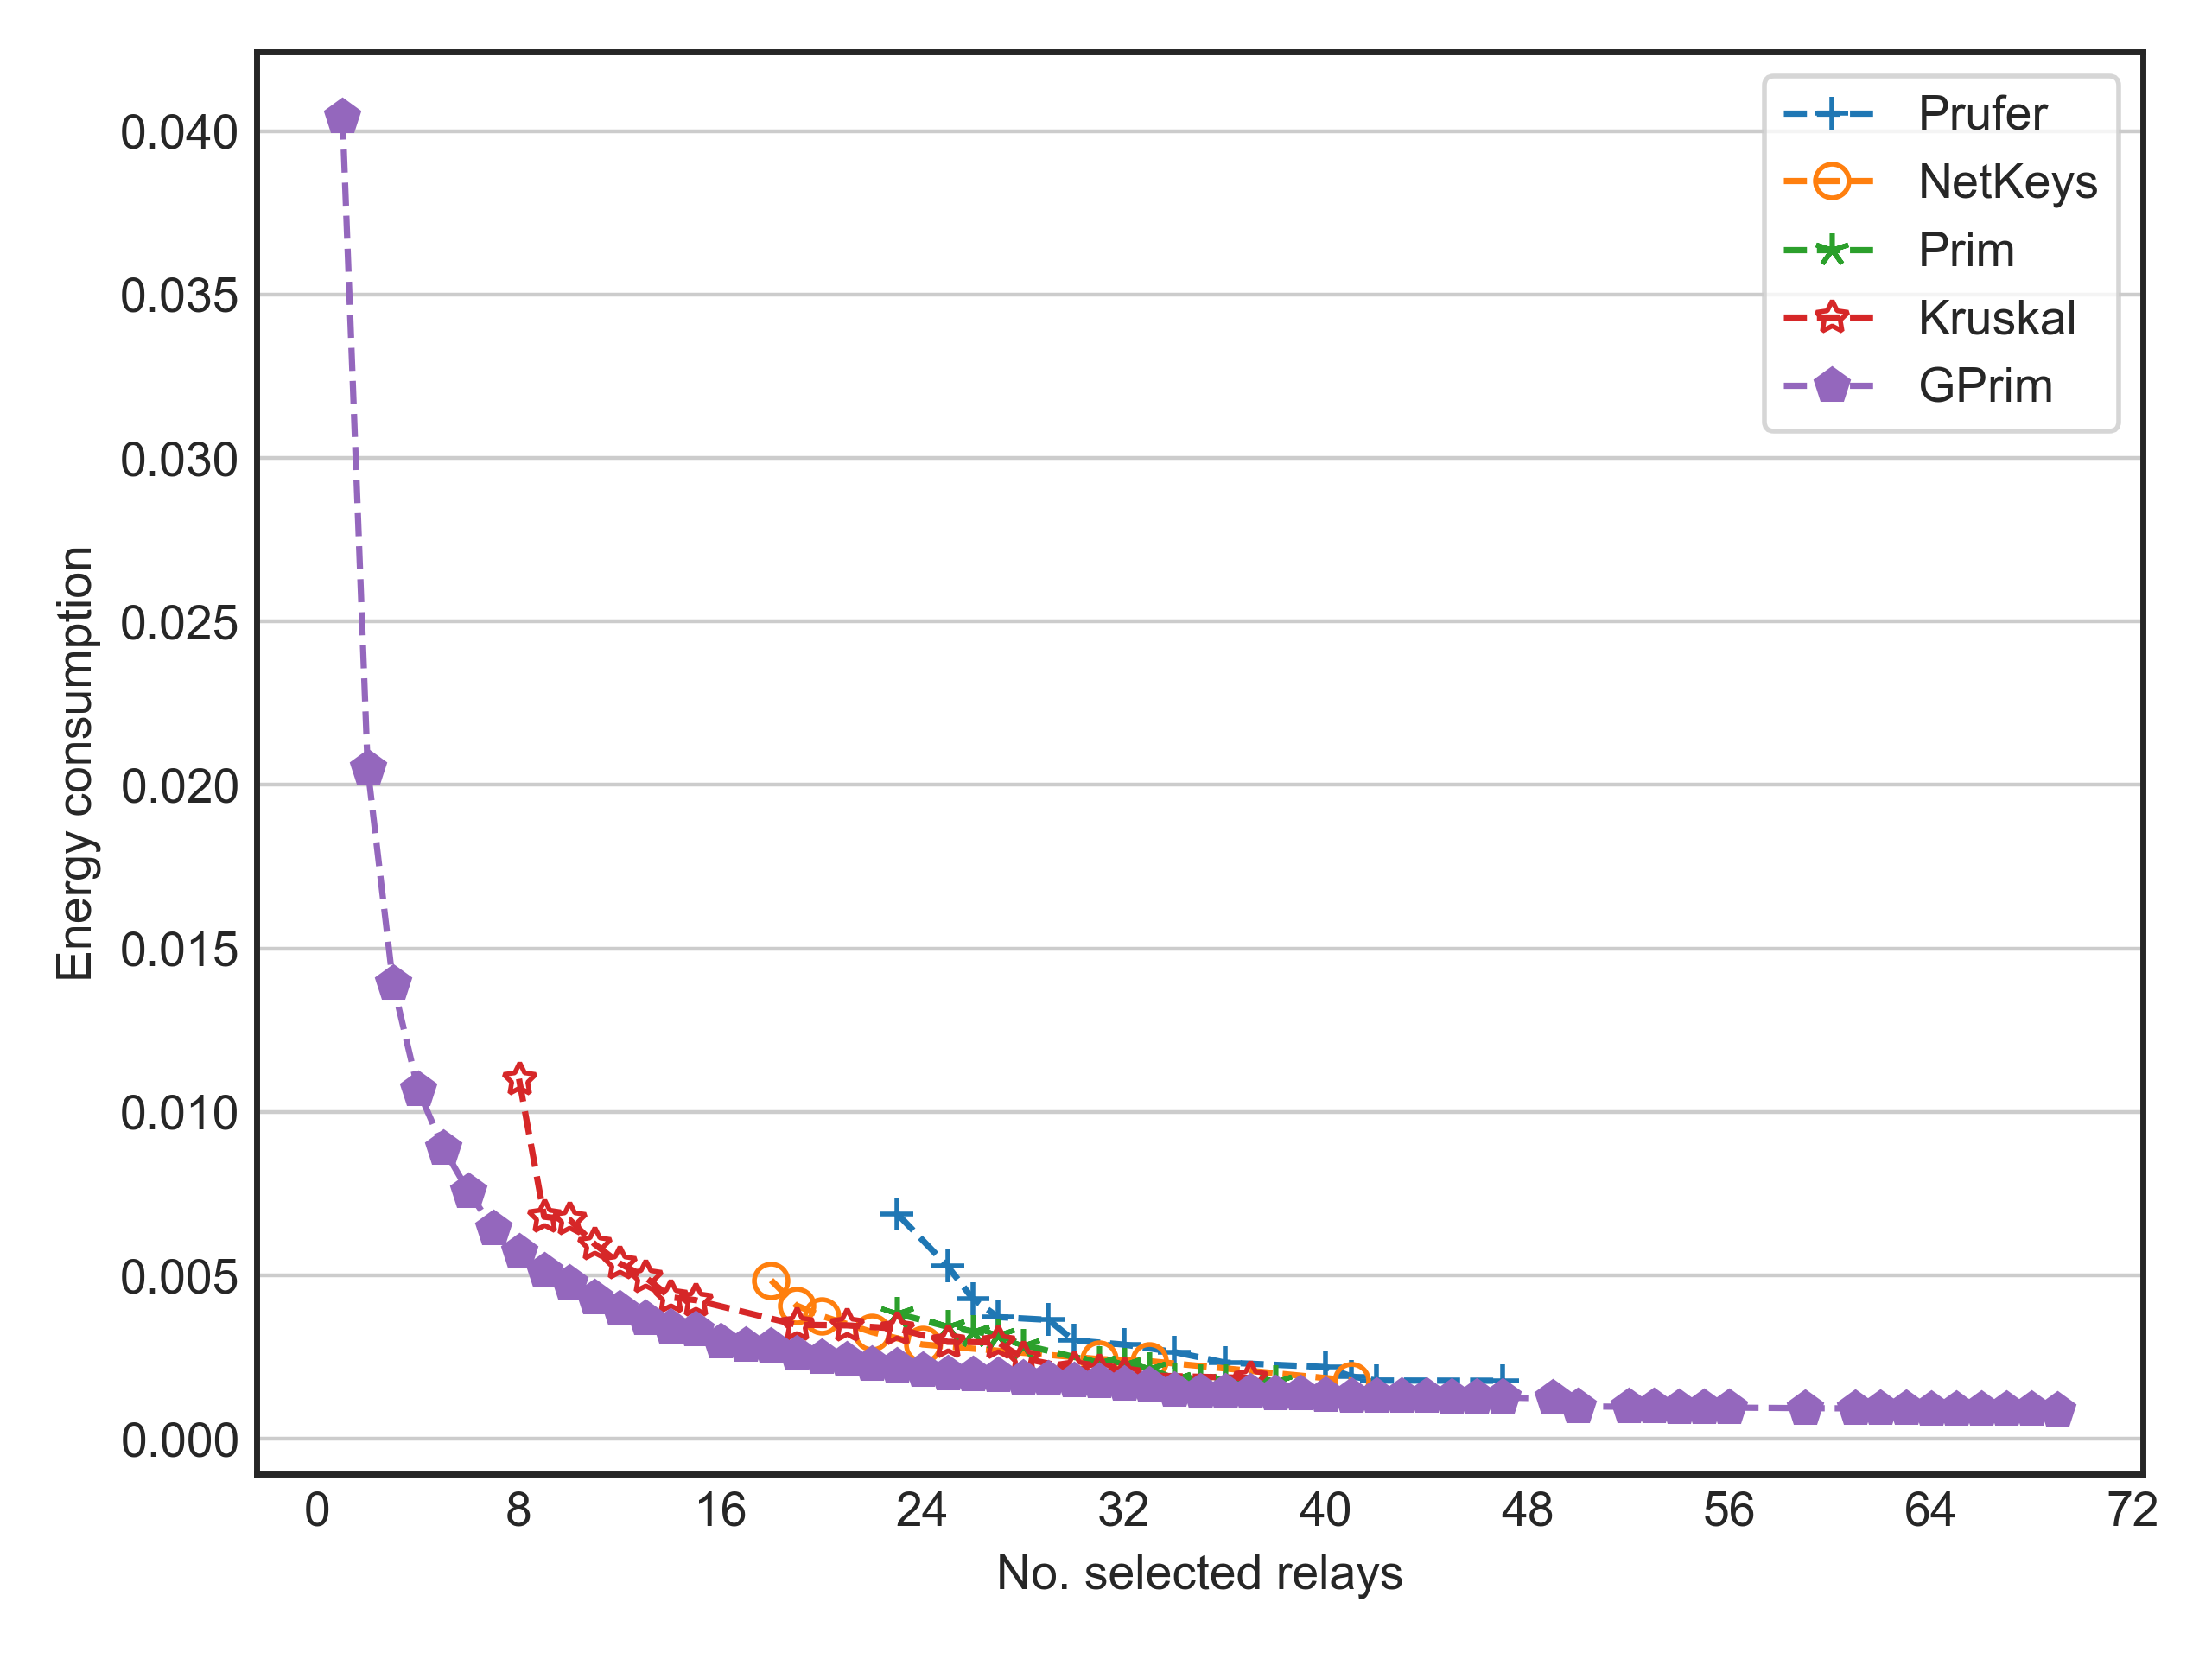 Prufer
NetKeys
Prim
Kruskal
GPrim
Energy consumption
0.040
0.035
0.030
0.025
0.020
0.015
0.010
0.005
0.000
0 8 16 24 32 40 48 56 64 72
No. selected relays